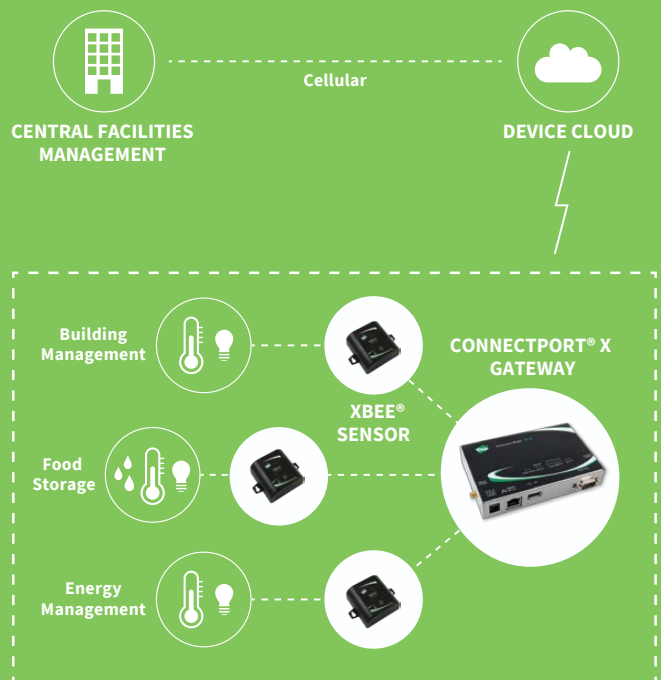 Cellular
CENTRAL FACILITIES
MANAGEMENT
DEVICE CLOUD
Building
Management
CONNECTPORT® X
GATEWAY
XBEE®
SENSOR
Food
Storage
Energy
Management